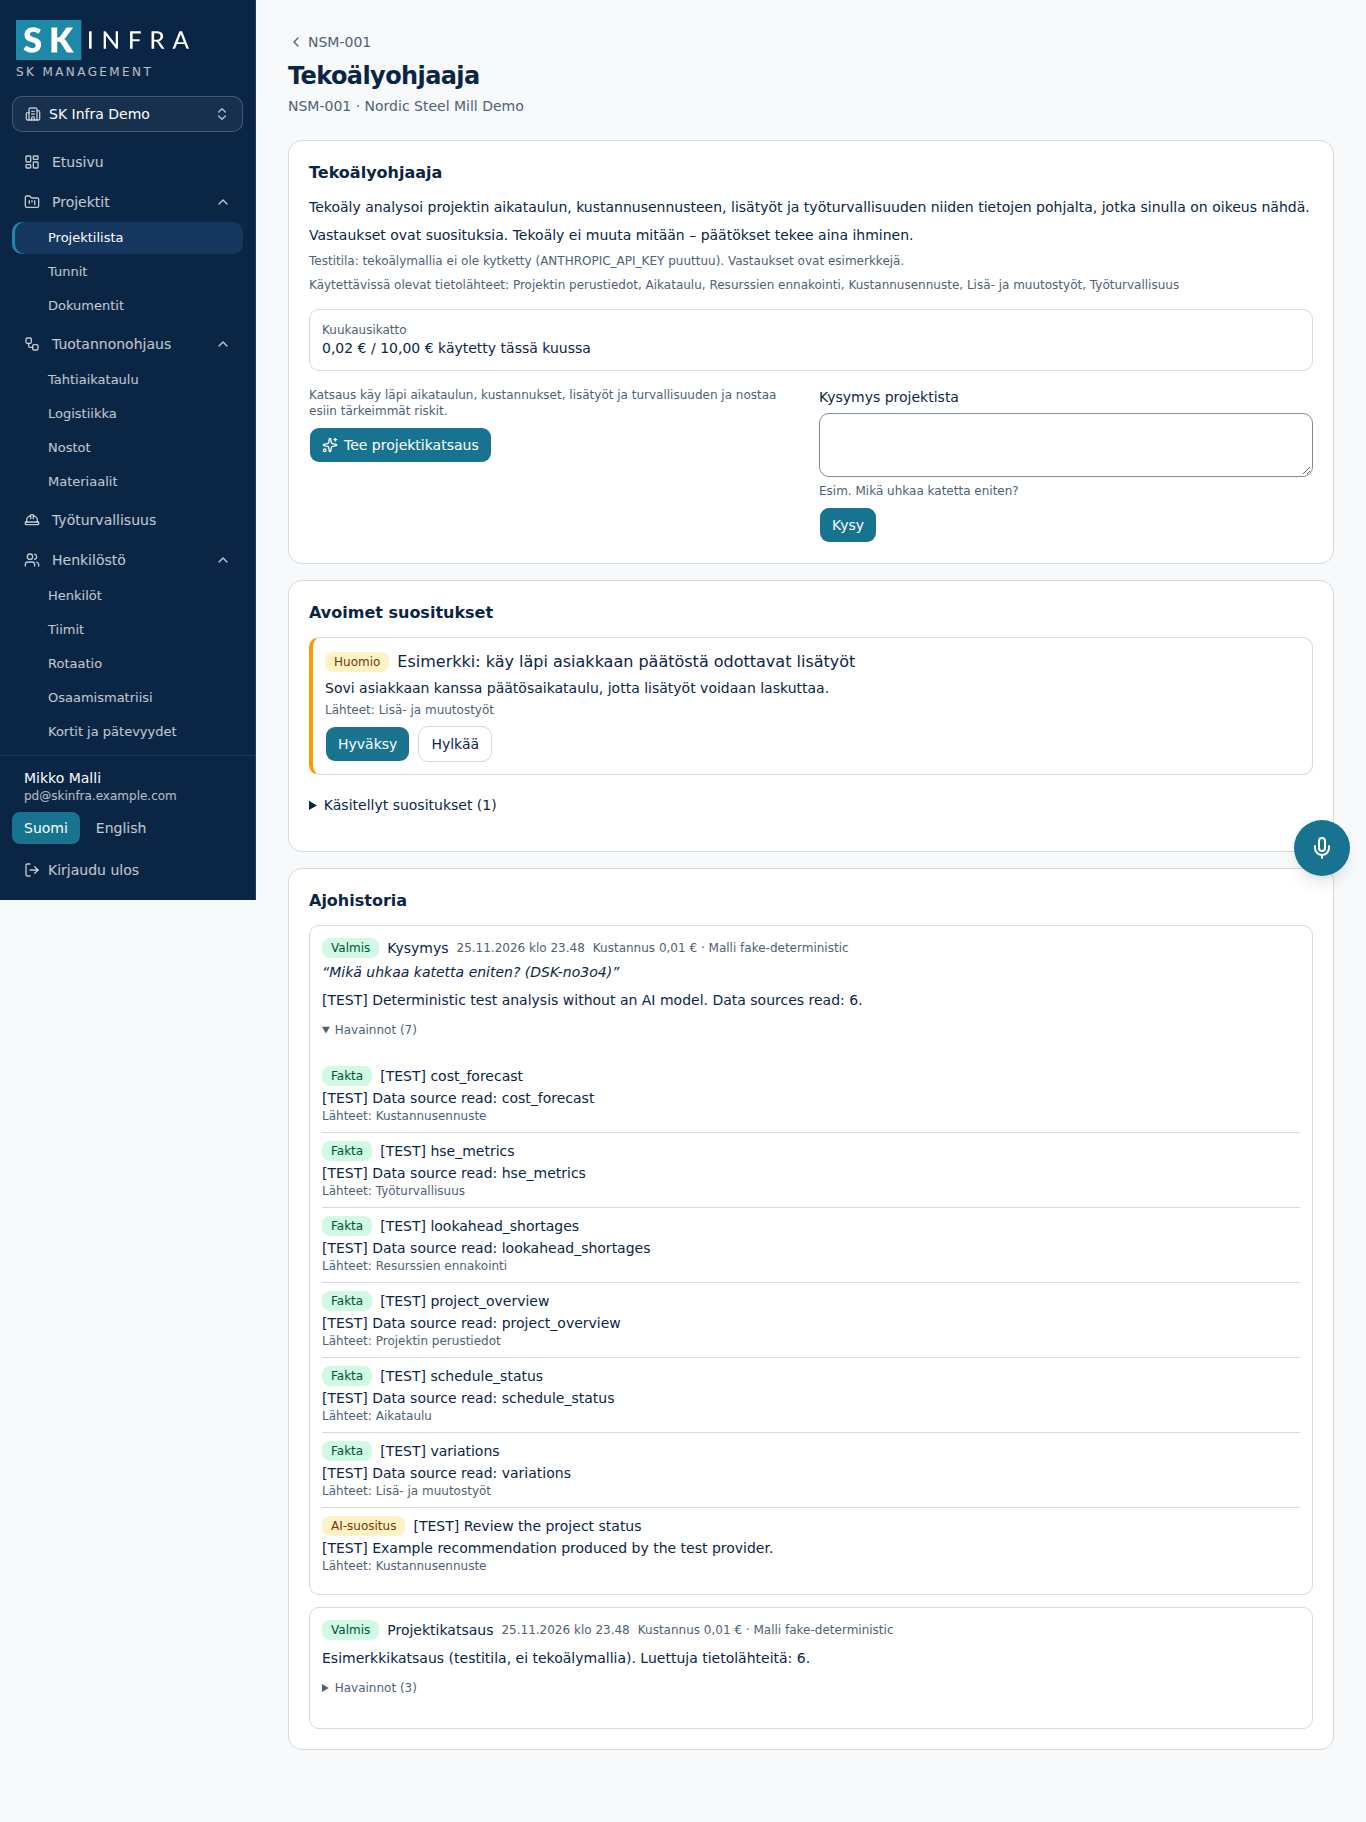 SK INFRA
SK MANAGEMENT
SK Infra Demo
Etusivu
Projektit
Projektilista
Tunnit
Dokumentit
Tuotannonohjaus
Tahtiaikataulu
Logistiikka
Nostot
Materiaalit
Työturvallisuus
Henkilöstö
Henkilöt
Tiimit
Rotaatio
Osaamismatriisi
Kortit ja pätevyydet
Mikko Malli
pd@skinfra.example.com
Suomi English
Kirjaudu ulos
NSM-001
Tekoälyohjaaja
NSM-001 · Nordic Steel Mill Demo
Tekoälyohjaaja
Tekoäly analysoi projektin aikataulun, kustannusennusteen, lisätyöt ja työturvallisuuden niiden tietojen pohjalta, jotka sinulla on oikeus nähdä.
Vastaukset ovat suosituksia. Tekoäly ei muuta mitään – päätökset tekee aina ihminen.
Testitila: tekoälymallia ei ole kytketty (ANTHROPIC_API_KEY puuttuu). Vastaukset ovat esimerkkejä.
Käytettävissä olevat tietolähteet: Projektin perustiedot, Aikataulu, Resurssien ennakointi, Kustannusennuste, Lisä- ja muutostyöt, Työturvallisuus
Kuukausikatto
0,02 € / 10,00 € käytetty tässä kuussa
Katsaus käy läpi aikataulun, kustannukset, lisätyöt ja turvallisuuden ja nostaa
esiin tärkeimmät riskit.
Tee projektikatsaus
Kysymys projektista
Esim. Mikä uhkaa katetta eniten?
Kysy
Avoimet suositukset
Huomio Esimerkki: käy läpi asiakkaan päätöstä odottavat lisätyöt
Sovi asiakkaan kanssa päätösaikataulu, jotta lisätyöt voidaan laskuttaa.
Lähteet: Lisä- ja muutostyöt
Hyväksy Hylkää
Käsitellyt suositukset (1)
Ajohistoria
Valmis Kysymys 25.11.2026 klo 23.48 Kustannus 0,01 € · Malli fake-deterministic
“Mikä uhkaa katetta eniten? (DSK-no3o4)”
[TEST] Deterministic test analysis without an AI model. Data sources read: 6.
Havainnot (7)
Fakta [TEST] cost_forecast
[TEST] Data source read: cost_forecast
Lähteet: Kustannusennuste
Fakta [TEST] hse_metrics
[TEST] Data source read: hse_metrics
Lähteet: Työturvallisuus
Fakta [TEST] lookahead_shortages
[TEST] Data source read: lookahead_shortages
Lähteet: Resurssien ennakointi
Fakta [TEST] project_overview
[TEST] Data source read: project_overview
Lähteet: Projektin perustiedot
Fakta [TEST] schedule_status
[TEST] Data source read: schedule_status
Lähteet: Aikataulu
Fakta [TEST] variations
[TEST] Data source read: variations
Lähteet: Lisä- ja muutostyöt
AI-suositus [TEST] Review the project status
[TEST] Example recommendation produced by the test provider.
Lähteet: Kustannusennuste
Valmis Projektikatsaus 25.11.2026 klo 23.48 Kustannus 0,01 € · Malli fake-deterministic
Esimerkkikatsaus (testitila, ei tekoälymallia). Luettuja tietolähteitä: 6.
Havainnot (3)